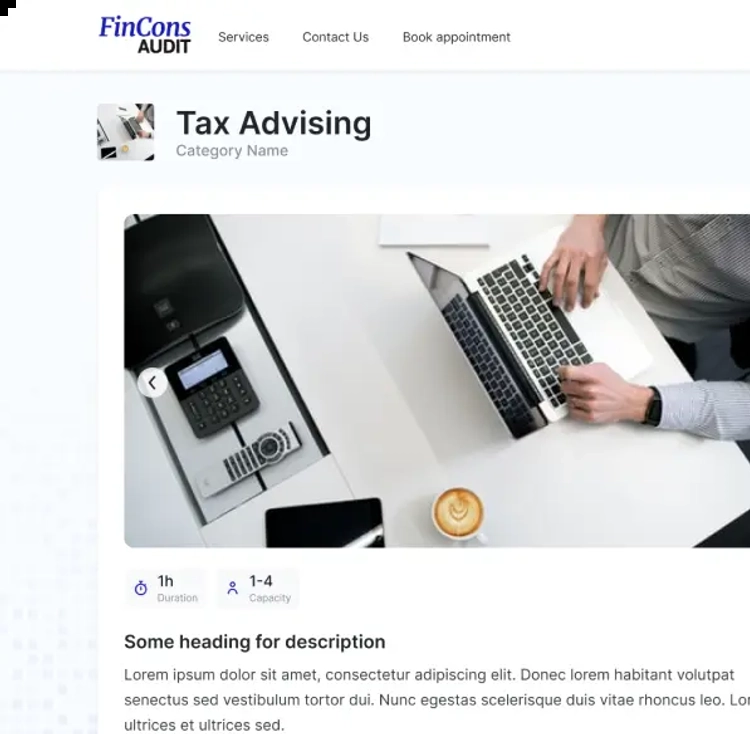 FinCons
AUDIT
Services
Contact Us
Book appointment
Tax Advising
Category Name
1h
Duration
1-4
Capacity
Some heading for description
Lorem ipsum dolor sit amet, consectetur adipiscing elit. Donec lorem habitant volutpat
senectus sed vestibulum tortor dui. Nunc egestas scelerisque duis vitae rhoncus leo. Lor
ultrices et ultrices sed.